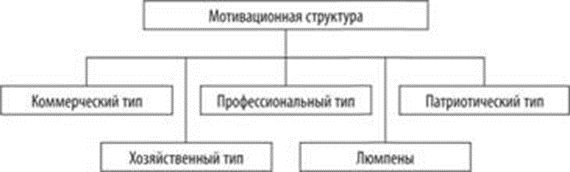 Мотивационная структура
Коммерческий тип
Профессиональный тип
Патриотический тип
Хозяйственный тип
Люмпены